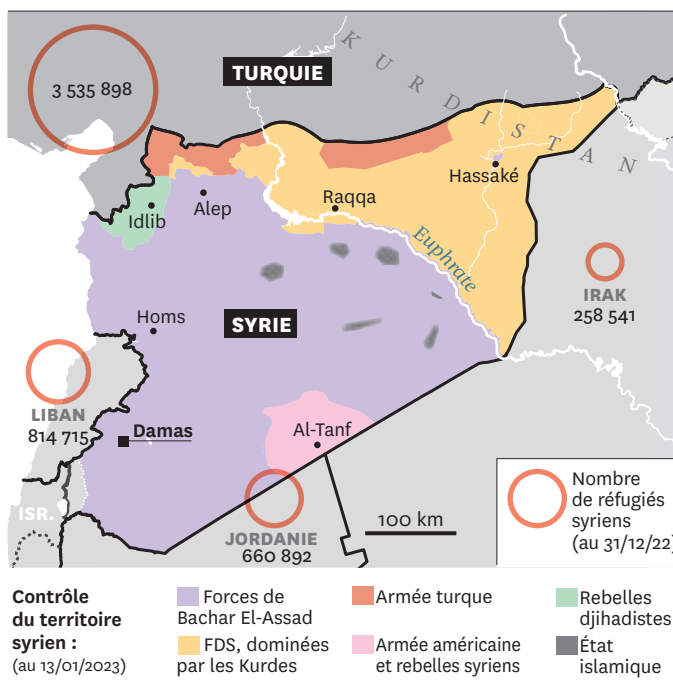 3 535 898
TURQUIE
KURDISTAN
Hassaké
Idlib
Alep
Raqqa
Euphrate
IRAK
258 541
Homs
SYRIE
LIBAN
814 715
Damas
Al-Tanf
ISR.
JORDANIE
660 892
100 km
Nombre
de réfugiés
syriens
(au 31/12/22)
Contrôle
du territoire
syrien :
(au 13/01/2023)
Forces de
Bachar El-Assad
FDS, dominées
par les Kurdes
Armée turque
Armée américaine
et rebelles syriens
Rebelles
djihadistes
État
islamique